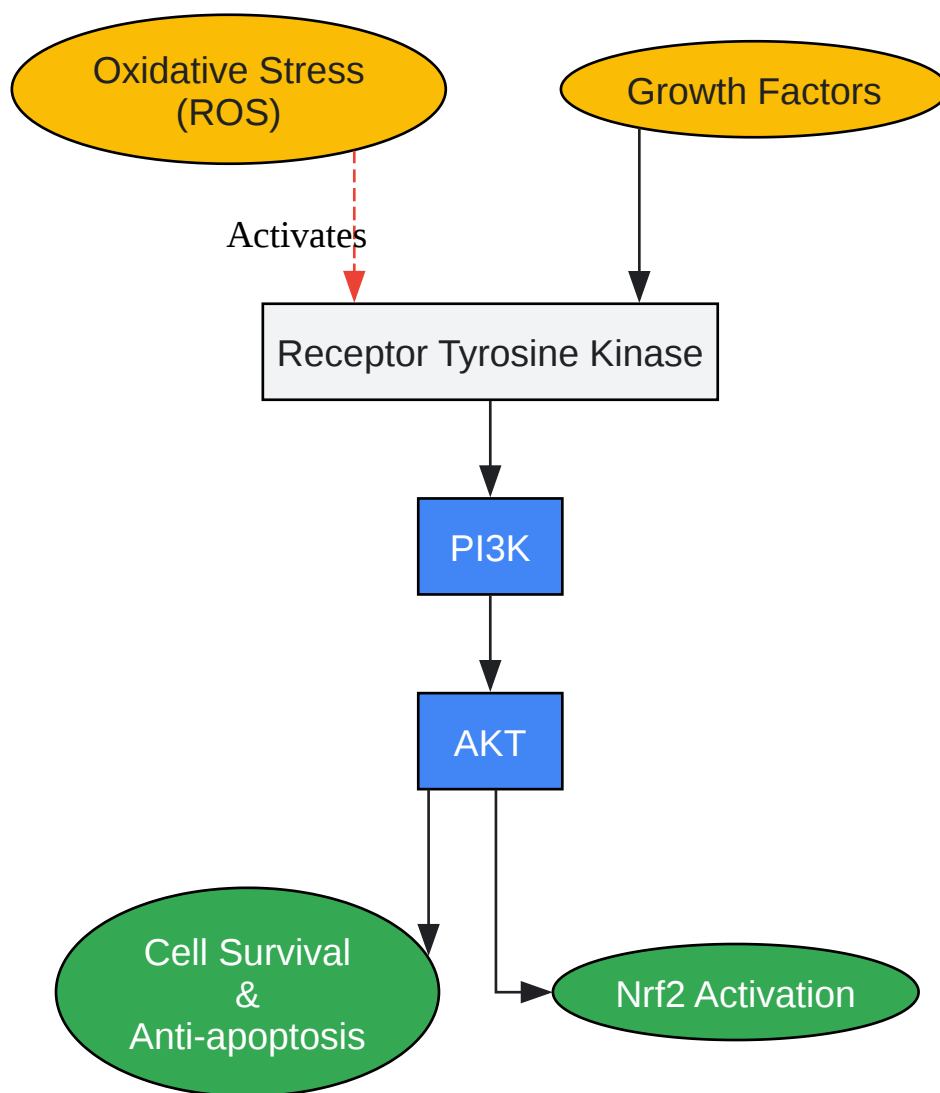 Oxidative Stress
(ROS)
Growth Factors
Activates
Receptor Tyrosine Kinase
PI3K
AKT
Cell Survival
&
Anti-apoptosis
Nrf2 Activation